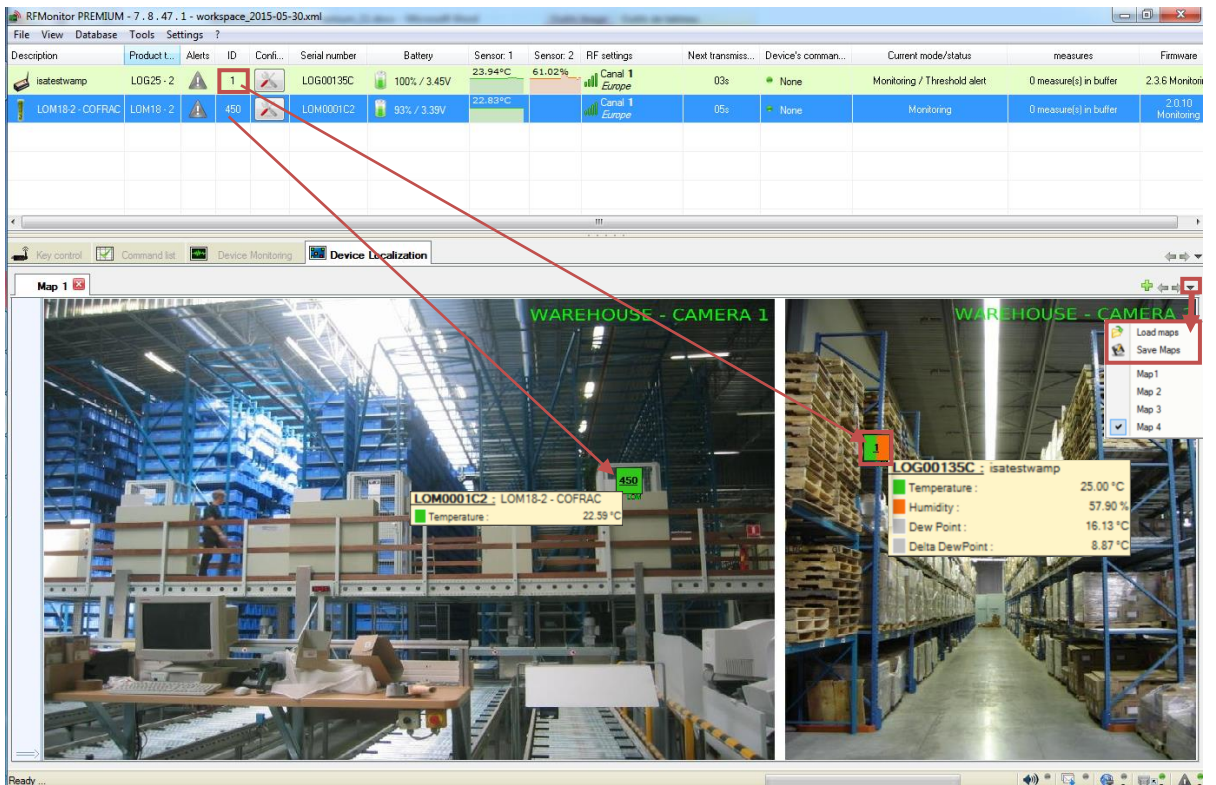 RFMonitor PREMIUM - 7 . 8 . 47 . 1 - workspace_2015-05-30.xml
File View Database Tools Settings ?
Description Product t... Alerts ID Confi... Serial number Battery Sensor: 1 Sensor: 2 RF settings Next transmiss... Device's comman... Current mode/status measures Firmware
isatestwamp LOG25 - 2 1 LOG00135C 100% / 3.45V 23.94°C 61.02% Canal 1 Europe 03s None Monitoring / Threshold alert 0 measure(s) in buffer 2.3.6 Monitorin
LOM18-2 - COFRAC LOM18 - 2 450 LOM0001C2 93% / 3.39V 22.83°C Canal 1 Europe 05s None Monitoring 0 measure(s) in buffer 2.0.10 Monitoring
Key control Command list Device Monitoring Device Localization
Map 1
WAREHOUSE - CAMERA 1
WAREHOUSE - CAMERA
Load maps
Save Maps
Map1
Map 2
Map 3
Map 4
1
LOG00135C : isatestwamp
Temperature : 25.00 °C
Humidity : 57.90 %
Dew Point : 16.13 °C
Delta DewPoint : 8.87 °C
450
LOM
LOM0001C2 : LOM18-2 - COFRAC
Temperature : 22.59 °C
Ready ...